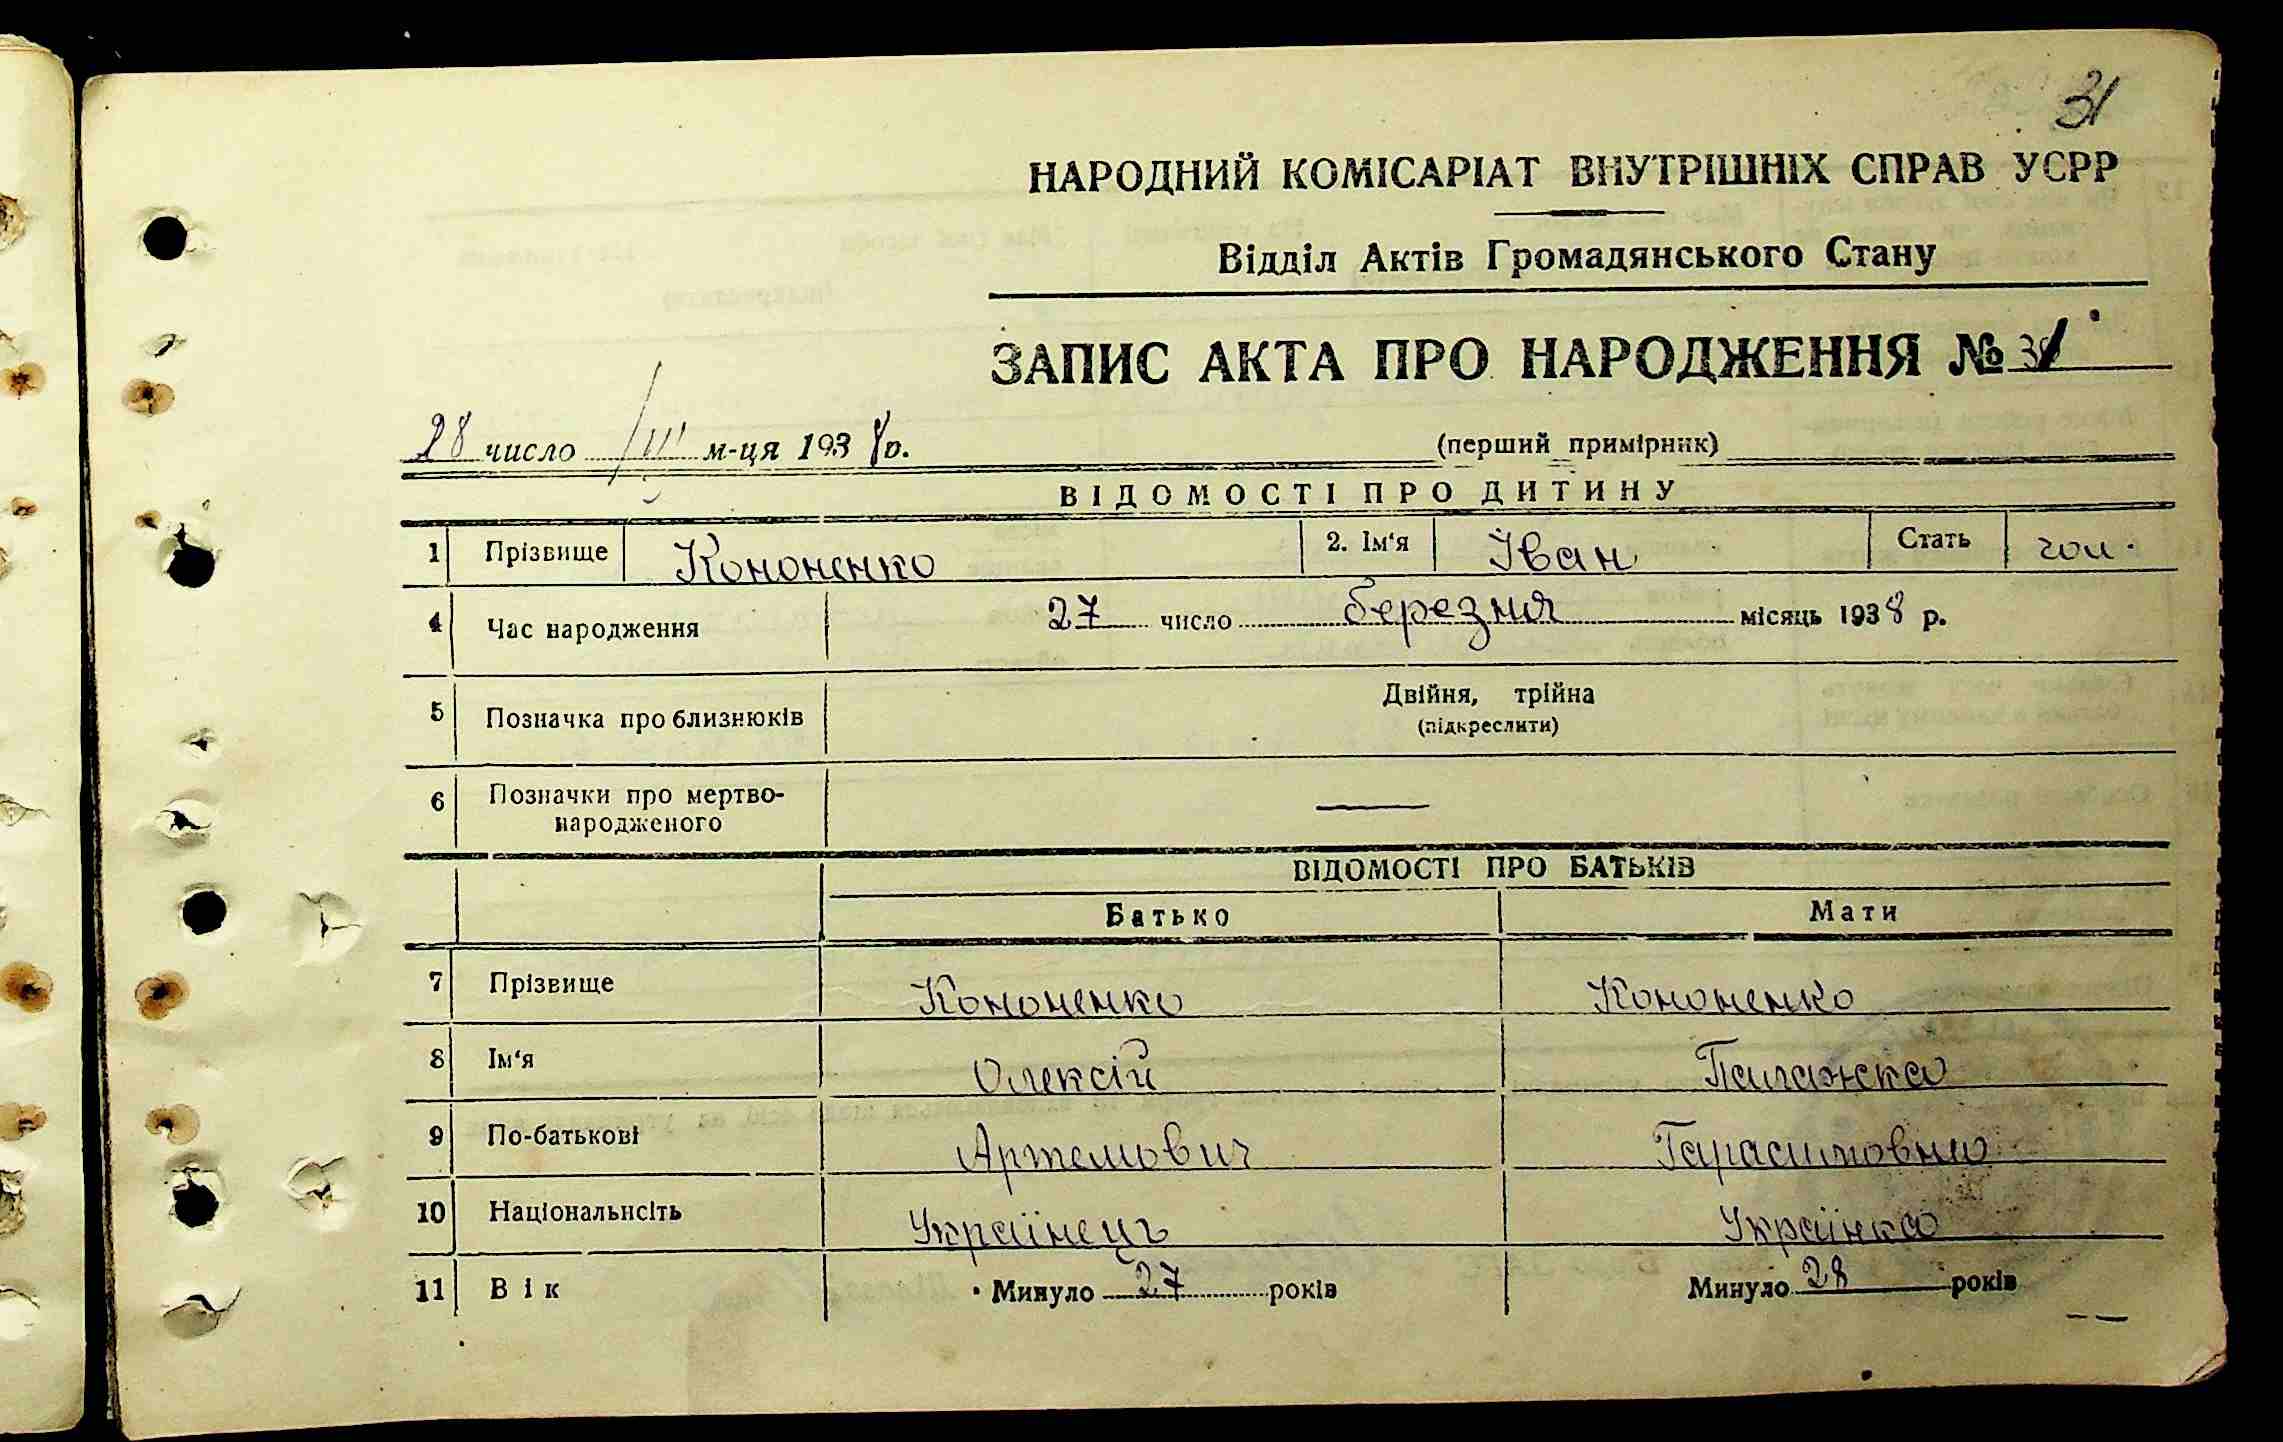 31
НАРОДНИЙ КОМІСАРІАТ ВНУТРІШНІХ СПРАВ УСРР
Відділ Актів Громадянського Стану
ЗАПИС АКТА ПРО НАРОДЖЕННЯ № 31
28 число III м-ця 1938 р. (перший примірник)
ВІДОМОСТІ ПРО ДИТИНУ
1 Прізвище Кононенко 2. Ім'я Іван Стать чол.
4 Час народження 27 число березня місяць 1938 р.
5 Позначка про близнюків Двійня, трійна
(підкреслити)
6 Позначки про мертво-
народженого —
ВІДОМОСТІ ПРО БАТЬКІВ
Батько Мати
7 Прізвище Кононенко Кононенко
8 Ім'я Олексій Палажка
9 По-батькові Артемович Гарасимовна
10 Національнсіть Українець Українка
11 Вік Минуло 27 років Минуло 28 років